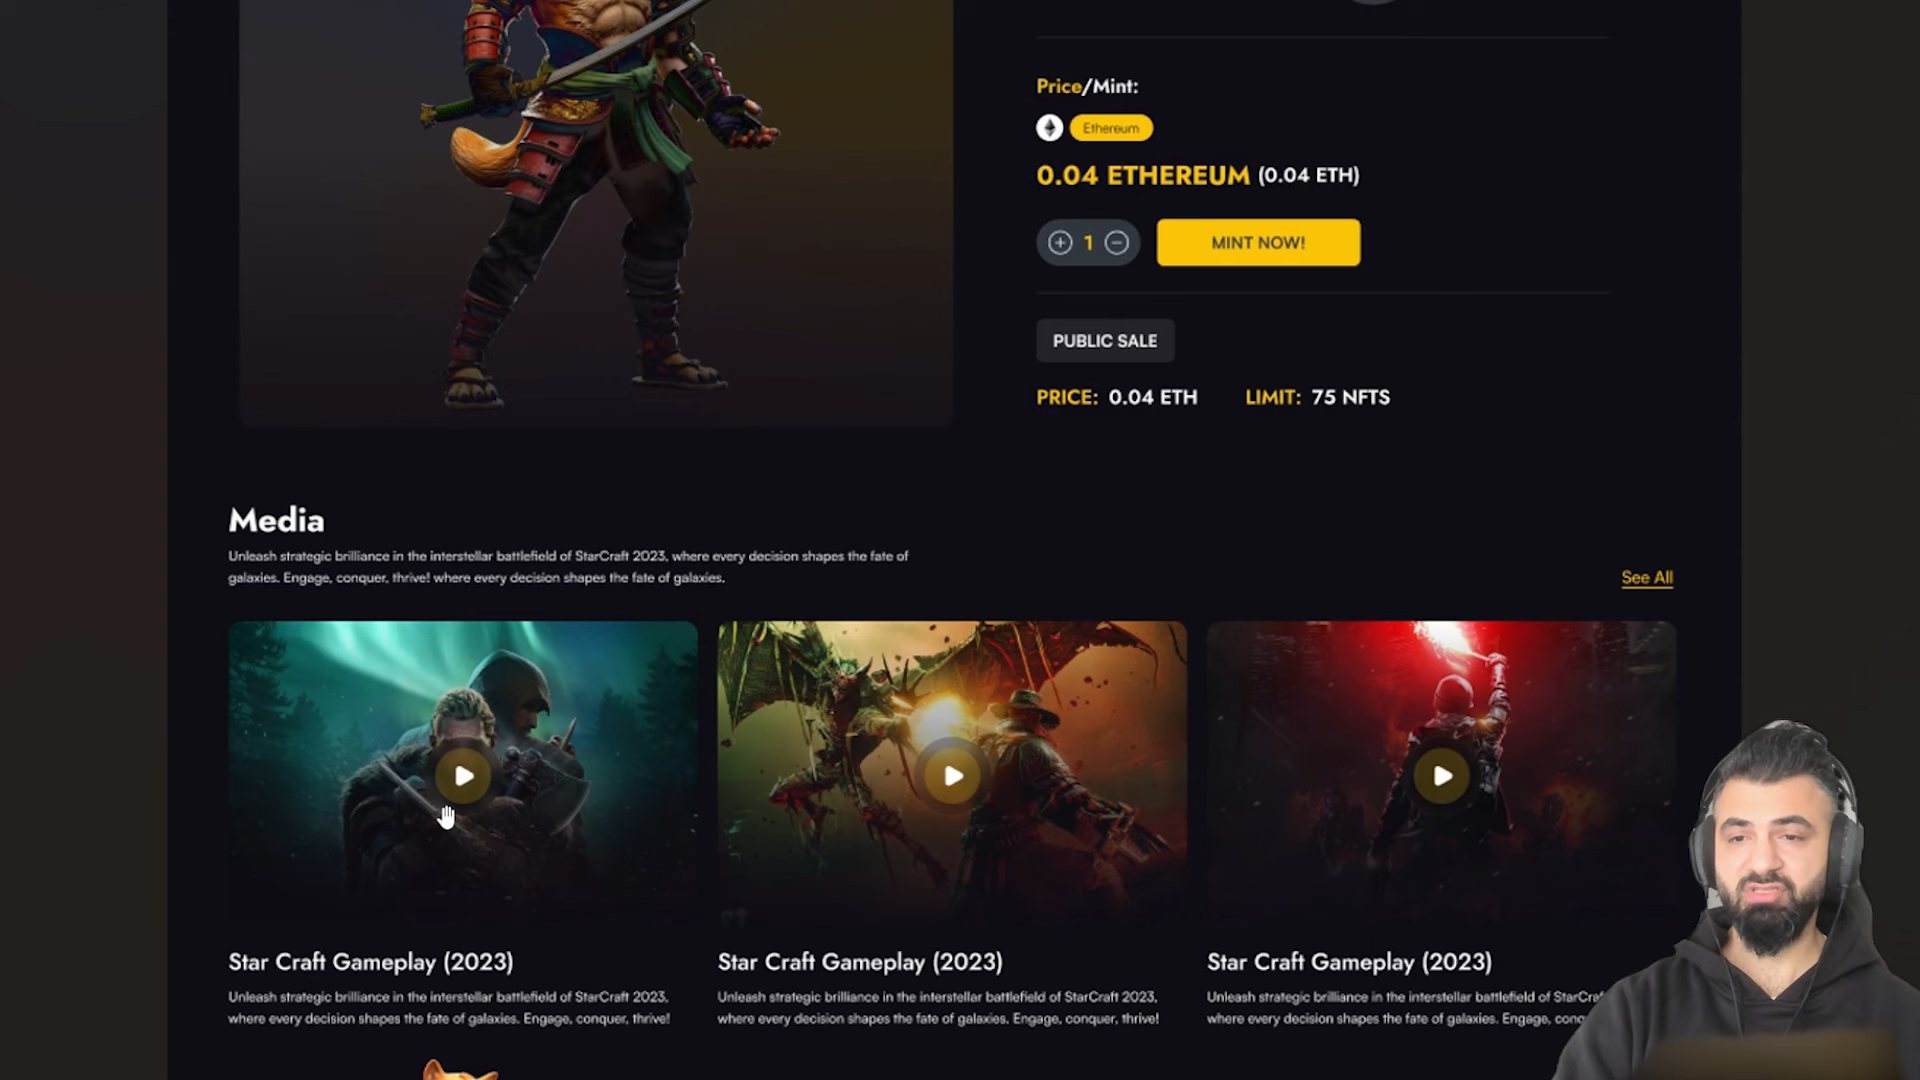 Price/Mint:
Ethereum
0.04 ETHEREUM (0.04 ETH)
1
MINT NOW!
PUBLIC SALE
PRICE: 0.04 ETH LIMIT: 75 NFTS
Media
Unleash strategic brilliance in the interstellar battlefield of StarCraft 2023, where every decision shapes the fate of
galaxies. Engage, conquer, thrive! where every decision shapes the fate of galaxies.
See All
Star Craft Gameplay (2023)
Unleash strategic brilliance in the interstellar battlefield of StarCraft 2023,
where every decision shapes the fate of galaxies. Engage, conquer, thrive!
Star Craft Gameplay (2023)
Unleash strategic brilliance in the interstellar battlefield of StarCraft 2023,
where every decision shapes the fate of galaxies. Engage, conquer, thrive!
Star Craft Gameplay (2023)
Unleash strategic brilliance in the interstellar battlefield of
where every decision shapes the fate of galaxies. Engage,